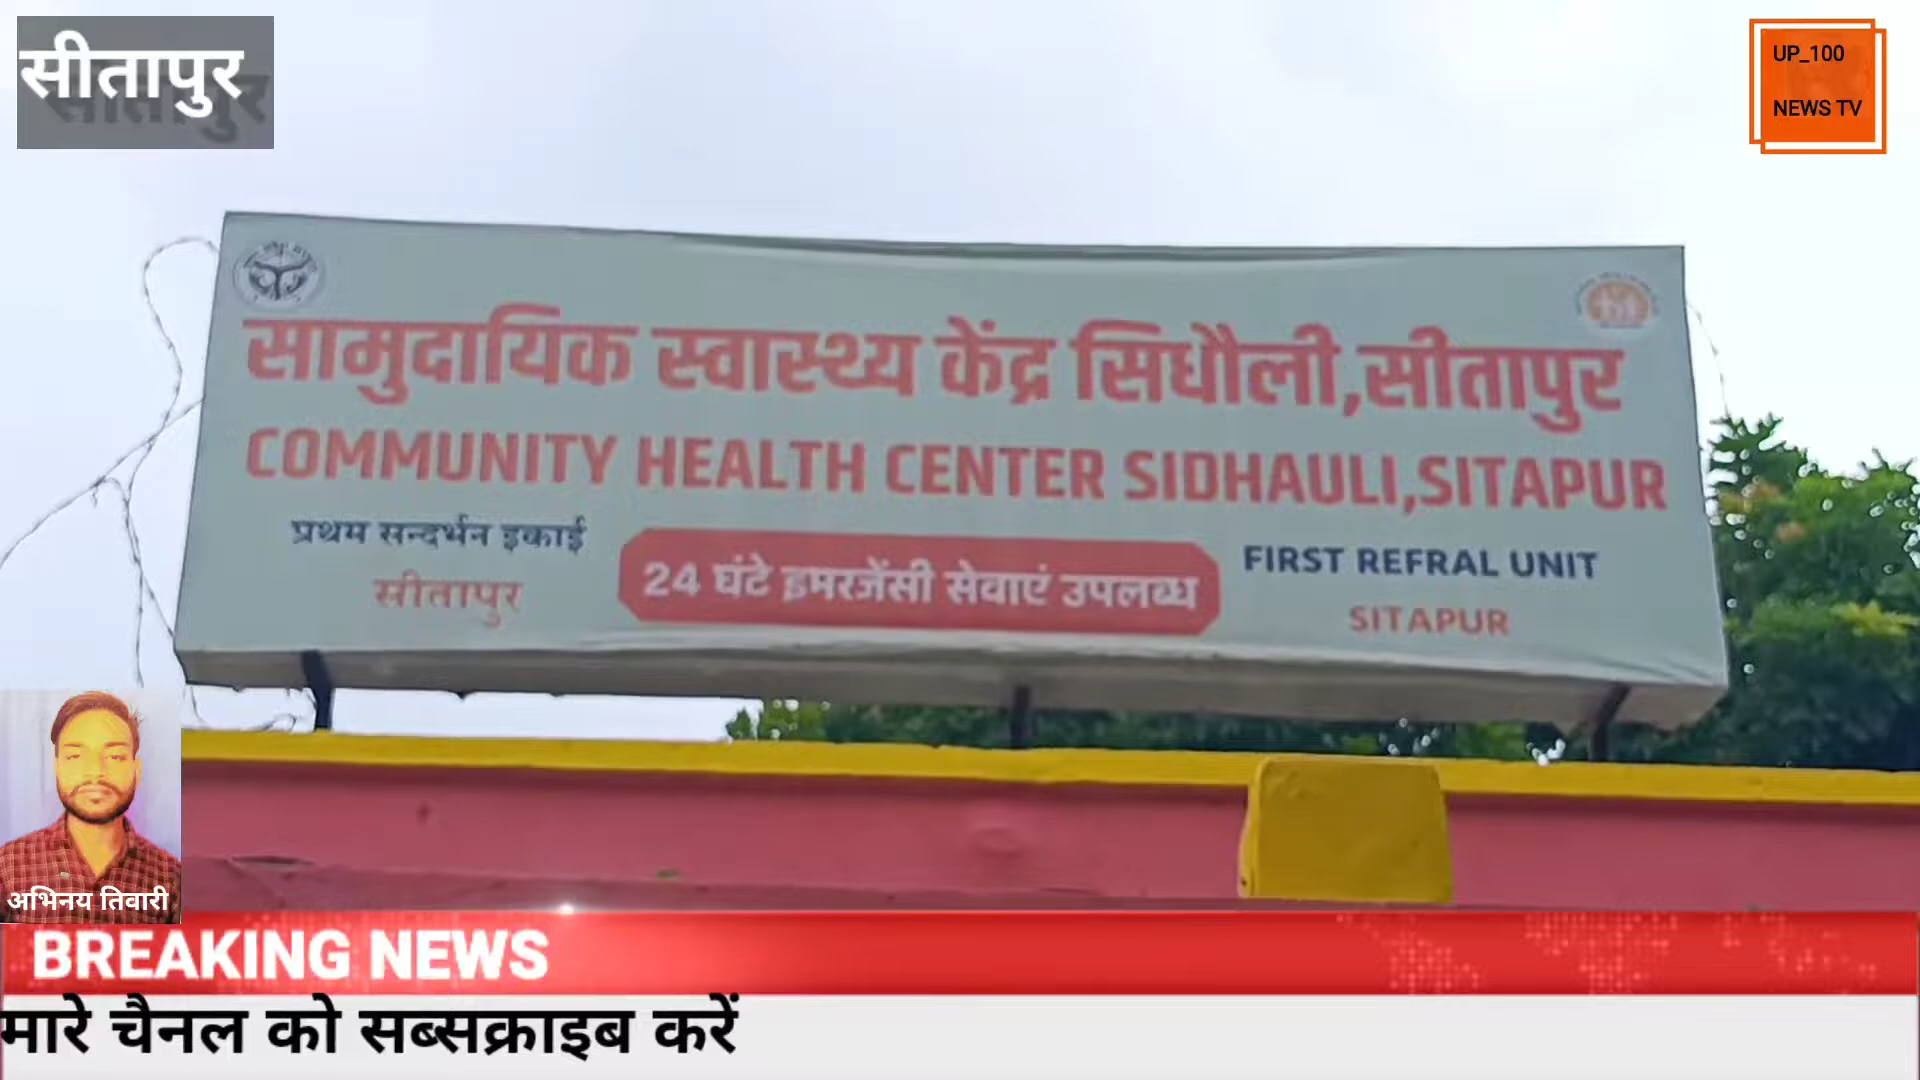 सीतापुर
UP_100
NEWS TV
सामुदायिक स्वास्थ्य केंद्र सिधौली,सीतापुर
COMMUNITY HEALTH CENTER SIDHAULI,SITAPUR
प्रथम सन्दर्भन इकाई
सीतापुर
24 घंटे इमरजेंसी सेवाएं उपलब्ध
FIRST REFRAL UNIT
SITAPUR
अभिनय तिवारी
BREAKING NEWS
मारे चैनल को सब्सक्राइब करें